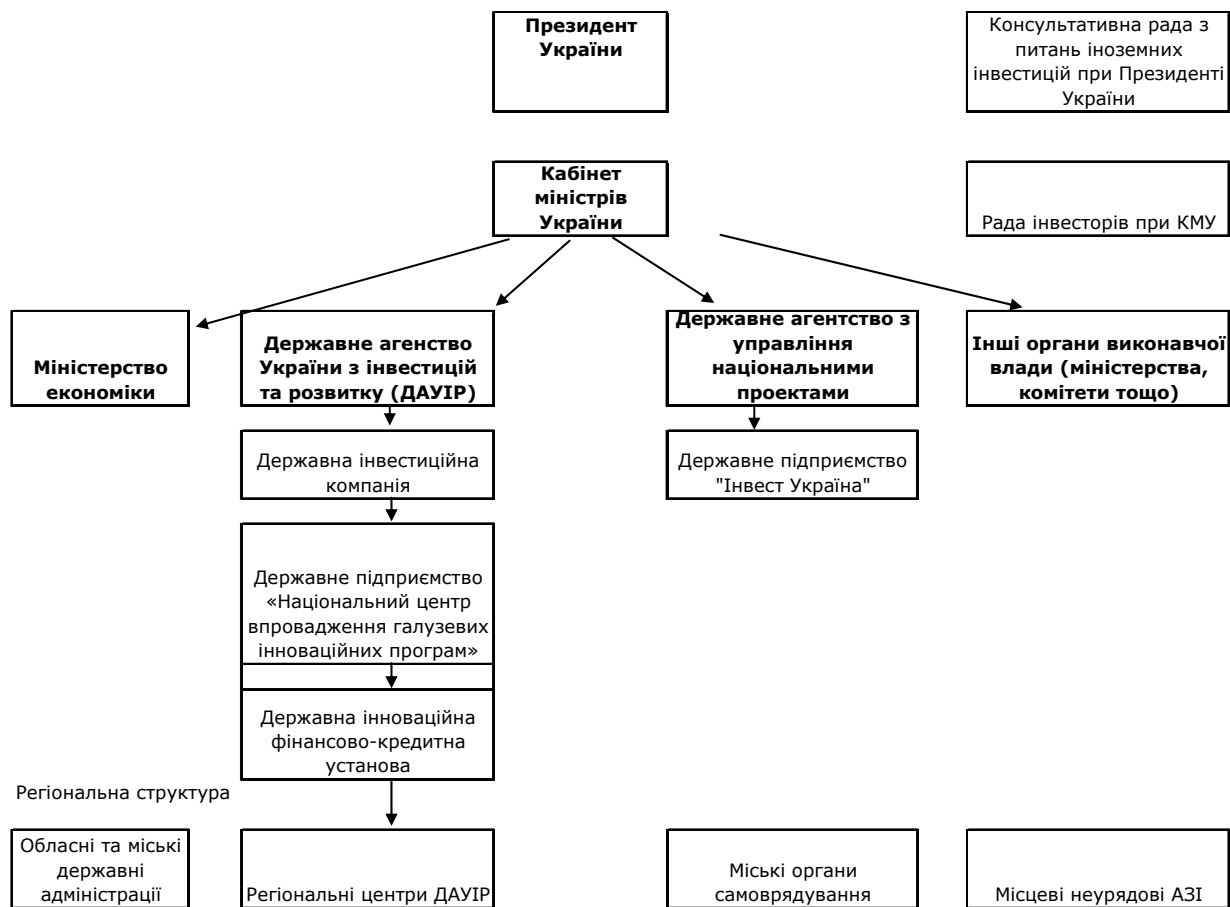 Президент
України
Консультативна рада з
питань іноземних
інвестицій при Президенті
України
Кабінет
міністрів
України
Рада інвесторів при КМУ
Міністерство
економіки
Державне агенство
України з інвестицій
та розвитку (ДАУІР)
Державне агентство з
управління
національними
проектами
Інші органи виконавчої
влади (міністерства,
комітети тощо)
Державна інвестиційна
компанія
Державне підприємство
"Інвест Україна"
Державне підприємство
«Національний центр
впровадження галузевих
інноваційних програм»
Державна інноваційна
фінансово-кредитна
установа
Регіональна структура
Обласні та міські
державні
адміністрації
Регіональні центри ДАУІР
Міські органи
самоврядування
Місцеві неурядові АЗІ